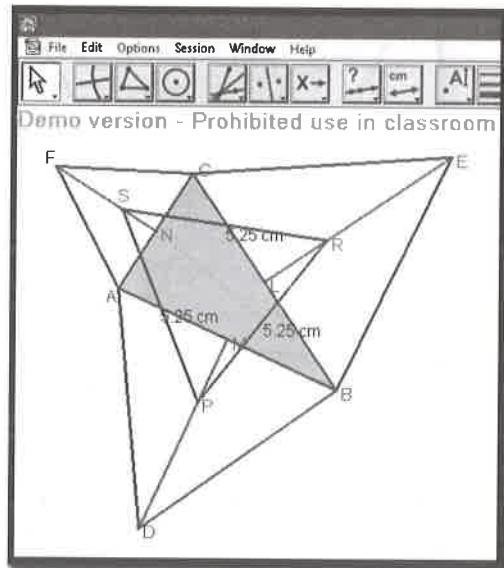 File Edit Options Session Window Help
? cm A
Demo version - Prohibited use in classroom
F
C
E
S
N
5.25 cm
R
A
L
5.25 cm
5.25 cm
M
B
P
D